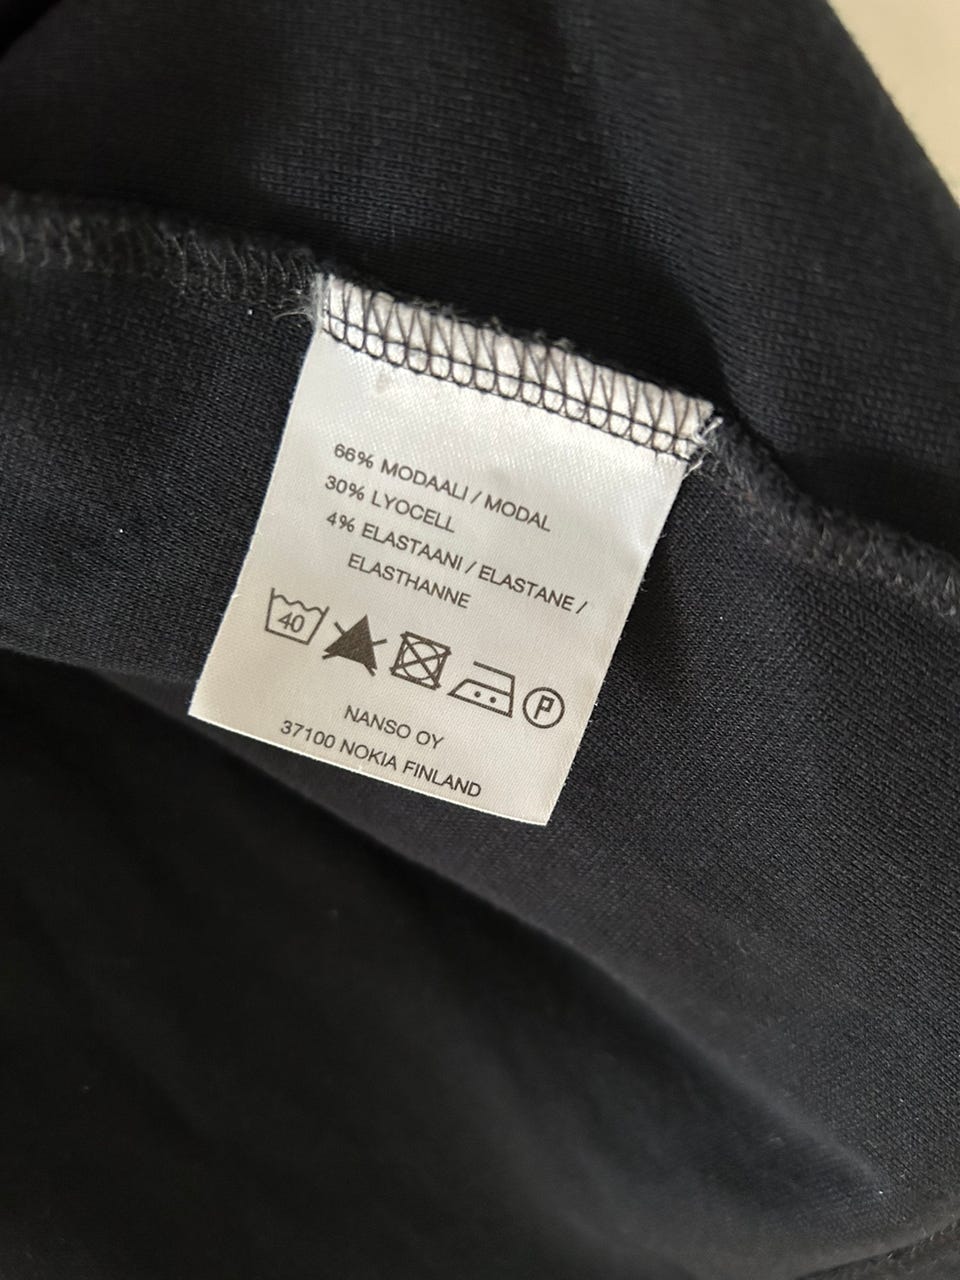 66% MODAALI / MODAL
30% LYOCELL
4% ELASTAANI / ELASTANE /
ELASTHANNE
40
P
NANSO OY
37100 NOKIA FINLAND